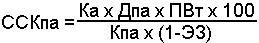 ССКпа = Ка х Дпа х ПВт х 100
Кпа х (1-ЭЗ)